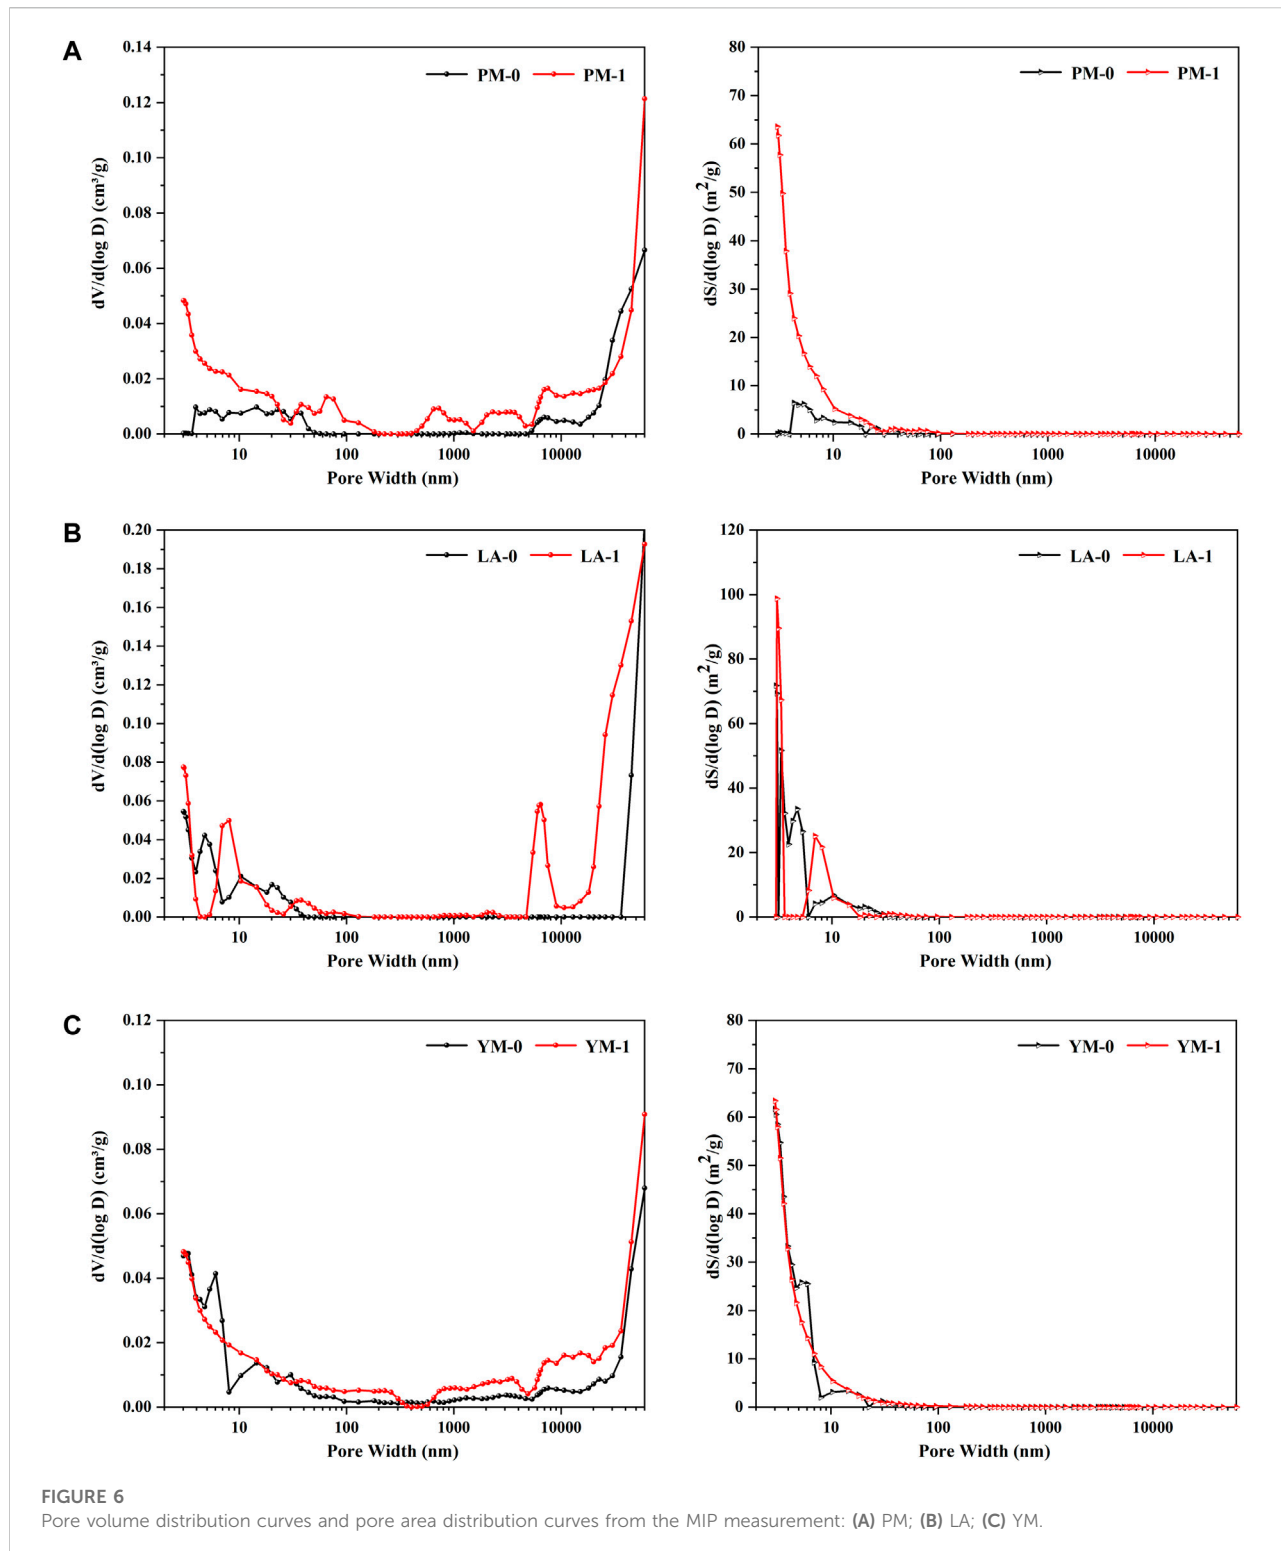 A
PM-0 PM-1
0.14
0.12
0.10
0.08
0.06
0.04
0.02
0.00
dV/d(log D) (cm³/g)
10 100 1000 10000
Pore Width (nm)
PM-0 PM-1
80
70
60
50
40
30
20
10
0
dS/d(log D) (m²/g)
10 100 1000 10000
Pore Width (nm)
B
LA-0 LA-1
0.20
0.18
0.16
0.14
0.12
0.10
0.08
0.06
0.04
0.02
0.00
dV/d(log D) (cm³/g)
10 100 1000 10000
Pore Width (nm)
LA-0 LA-1
120
100
80
60
40
20
0
dS/d(log D) (m²/g)
10 100 1000 10000
Pore Width (nm)
C
YM-0 YM-1
0.12
0.10
0.08
0.06
0.04
0.02
0.00
dV/d(log D) (cm³/g)
10 100 1000 10000
Pore Width (nm)
YM-0 YM-1
80
70
60
50
40
30
20
10
0
dS/d(log D) (m²/g)
10 100 1000 10000
Pore Width (nm)
FIGURE 6
Pore volume distribution curves and pore area distribution curves from the MIP measurement: (A) PM; (B) LA; (C) YM.